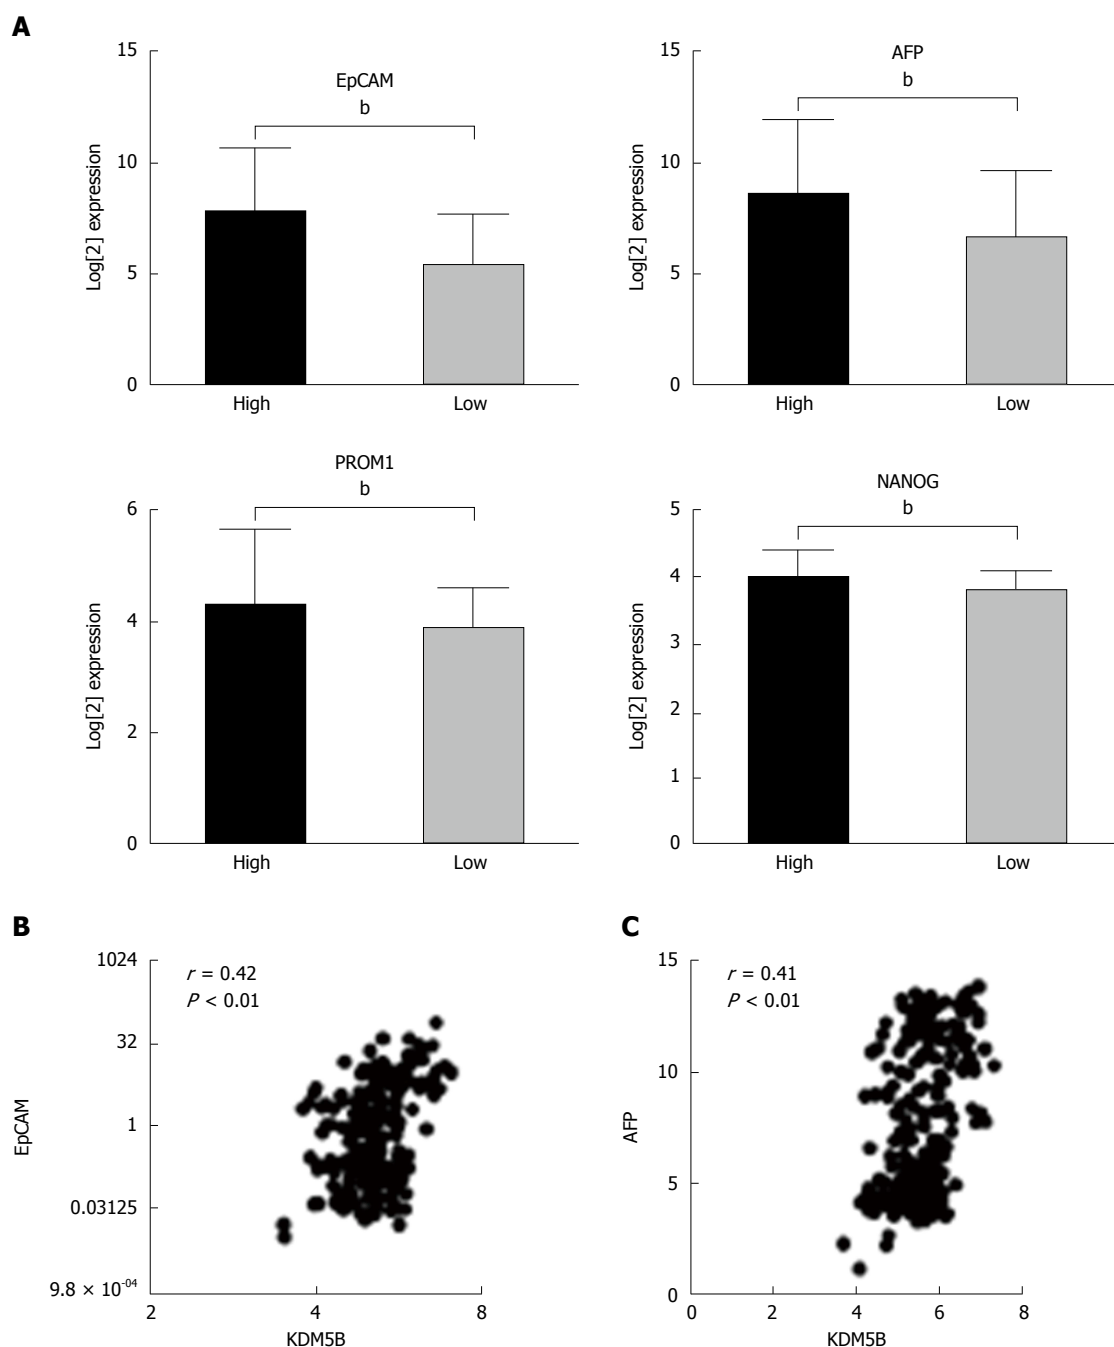 A
EpCAM
b
Log[2] expression
15
10
5
0
High
Low
AFP
b
Log[2] expression
15
10
5
0
High
Low
PROM1
b
Log[2] expression
6
4
2
0
High
Low
NANOG
b
Log[2] expression
5
4
3
2
1
0
High
Low
B
r = 0.42
P < 0.01
EpCAM
1024
32
1
0.03125
9.8 × 10⁻⁰⁴
2
4
8
KDM5B
C
r = 0.41
P < 0.01
AFP
15
10
5
0
0
2
4
6
8
KDM5B